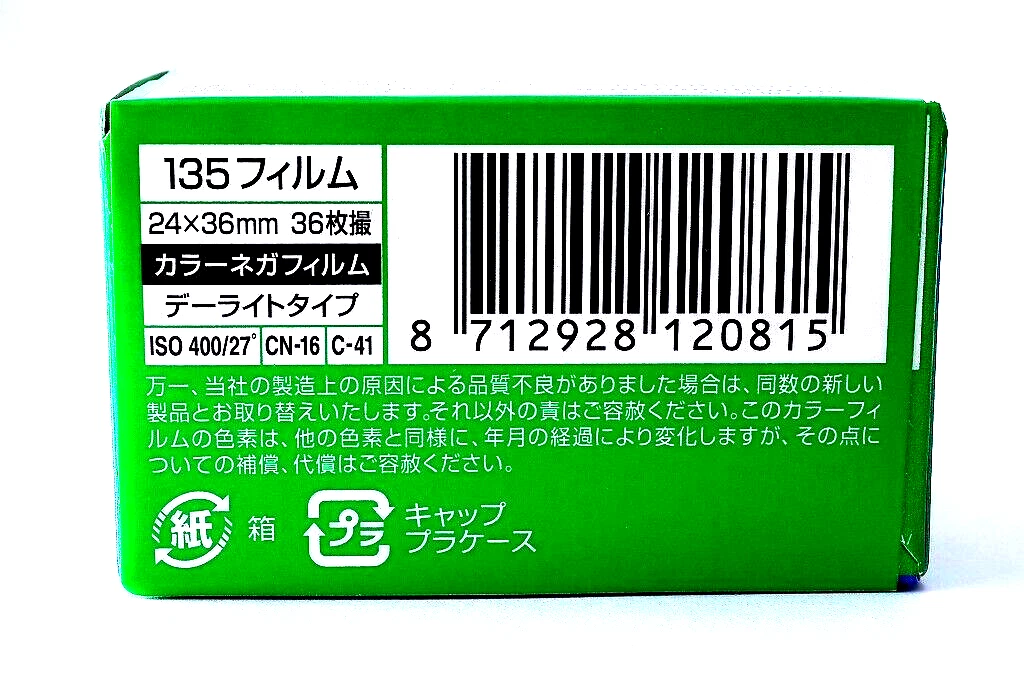 135フィルム
24×36mm 36枚撮
カラーネガフィルム
デーライトタイプ
ISO 400/27° CN-16 C-41
8 712928 120815
万一、当社の製造上の原因による品質不良がありました場合は、同数の新しい
製品とお取り替えいたします。それ以外の責はご容赦ください。このカラーフィ
ルムの色素は、他の色素と同様に、年月の経過により変化しますが、その点に
ついての補償、代償はご容赦ください。
紙 箱 プラ キャップ
プラケース